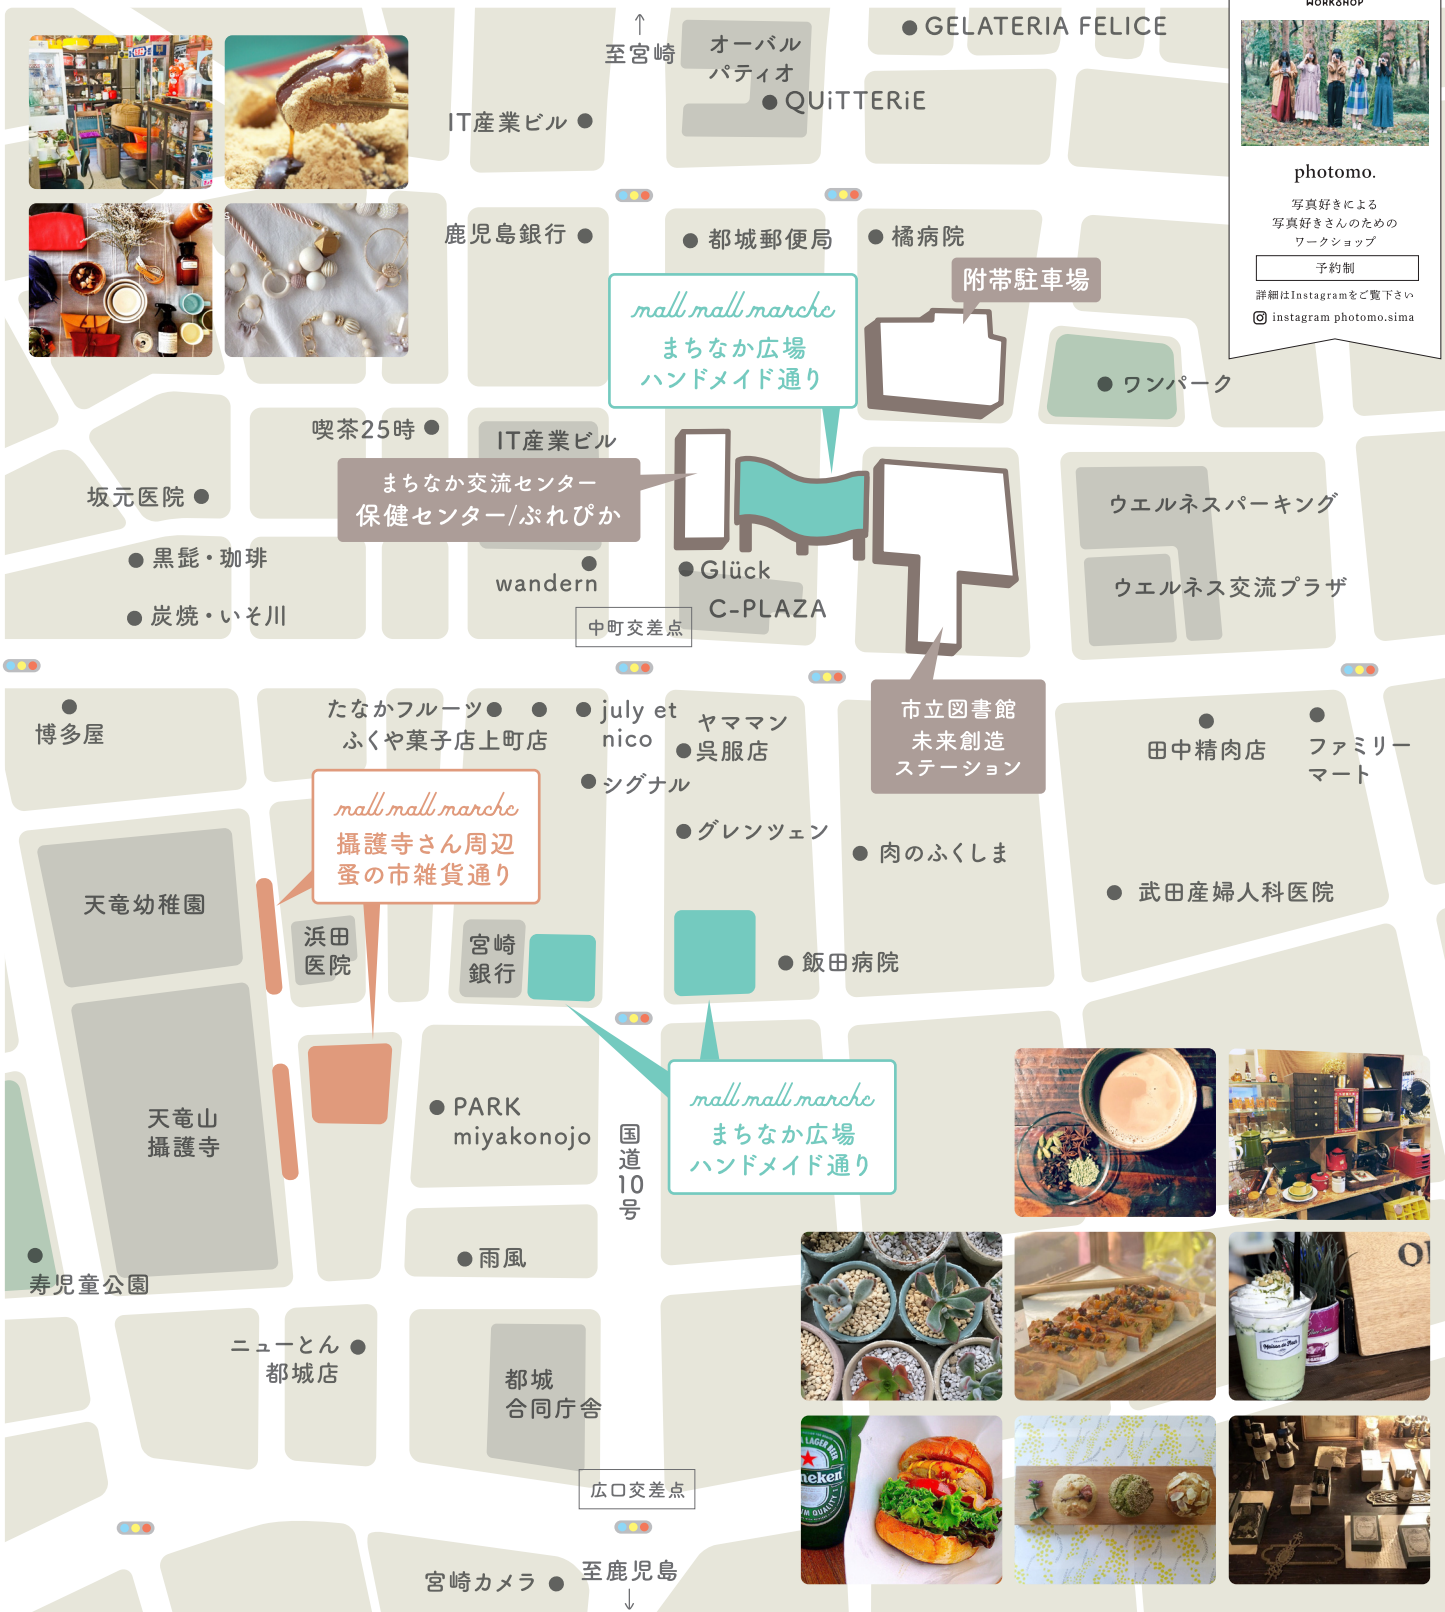 GELATERIA FELICE
↑
至宮崎
オーバル
パティオ
QUiTTERiE
IT産業ビル
WORKSHOP
photomo.
写真好きによる
写真好きさんのための
ワークショップ
予約制
詳細はInstagramをご覧下さい
instagram photomo.sima
鹿児島銀行
都城郵便局
橘病院
附帯駐車場
mall mall marche
まちなか広場
ハンドメイド通り
ワンパーク
喫茶25時
IT産業ビル
まちなか交流センター
保健センター/ぷれぴか
坂元医院
黒髭・珈琲
炭焼・いそ川
wandern
Glück
C-PLAZA
中町交差点
ウエルネスパーキング
ウエルネス交流プラザ
市立図書館
未来創造
ステーション
博多屋
たなかフルーツ
ふくや菓子店上町店
july et
nico
シグナル
ヤママン
呉服店
グレンツェン
肉のふくしま
田中精肉店
ファミリー
マート
武田産婦人科医院
mall mall marche
攝護寺さん周辺
蚤の市雑貨通り
天竜幼稚園
浜田
医院
宮崎
銀行
飯田病院
天竜山
攝護寺
PARK
miyakonojo
国道10号
mall mall marche
まちなか広場
ハンドメイド通り
雨風
寿児童公園
ニューとん
都城店
都城
合同庁舎
広口交差点
宮崎カメラ
至鹿児島
↓
LAGER BEER
neken
UM QUALITY